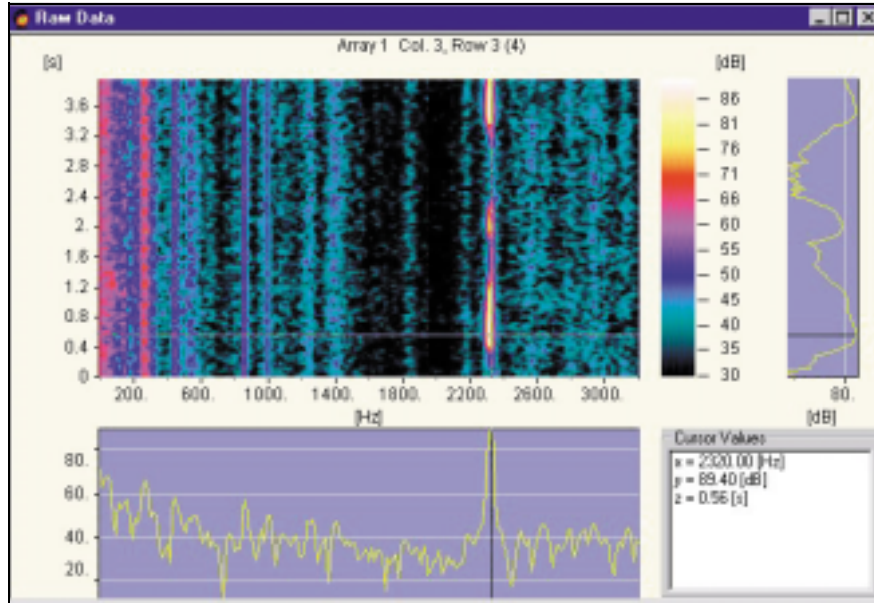 Raw Data
Array 1 Col. 3, Row 3 (4)
[s]
[dB]
3.6
3.2
2.8
2.4
2.
1.6
1.2
0.8
0.4
0
86
81
76
71
66
60
55
50
45
40
35
30
200. 600. 1000. 1400. 1800. 2200. 2600. 3000.
[Hz]
80.
[dB]
80.
60.
40.
20.
Cursor Values
x = 2320.00 [Hz]
y = 89.40 [dB]
z = 0.56 [s]